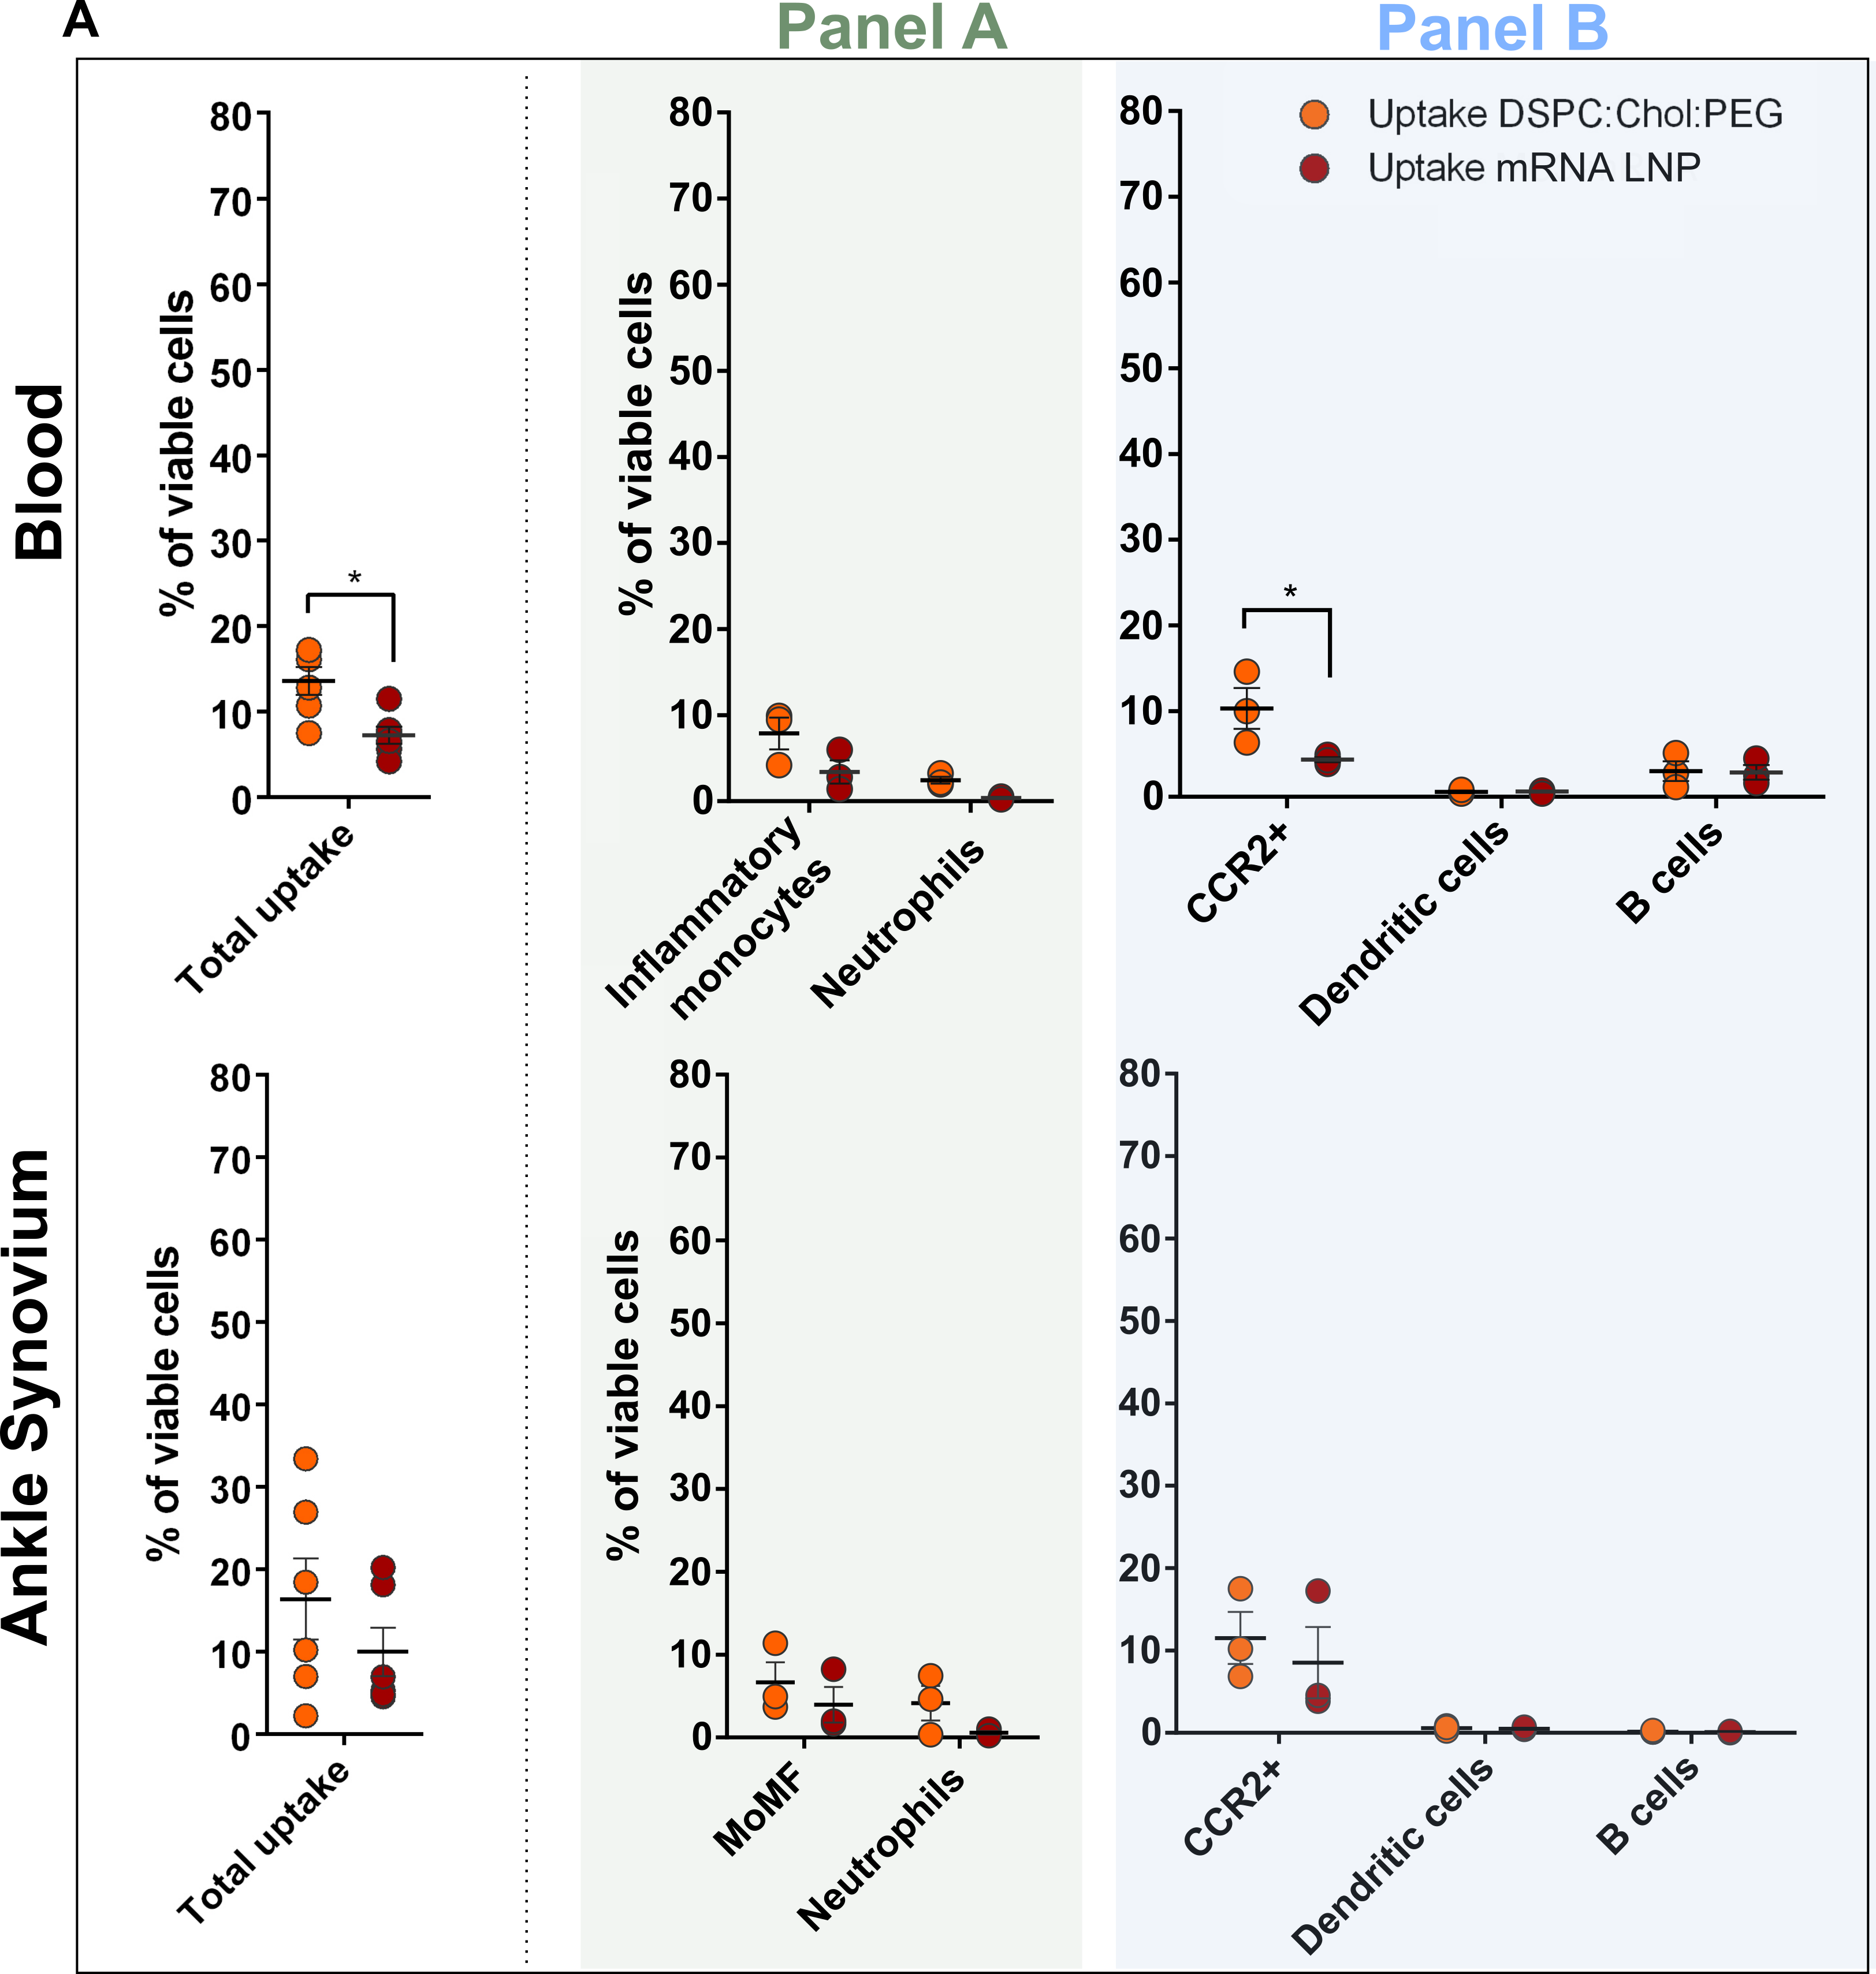 A
Panel A
Panel B
Blood
% of viable cells
80
70
60
50
40
30
20
10
0
*
Total uptake
% of viable cells
80
70
60
50
40
30
20
10
0
Inflammatory
monocytes
Neutrophils
80
70
60
50
40
30
20
10
0
Uptake DSPC:Chol:PEG
Uptake mRNA LNP
*
CCR2+
Dendritic cells
B cells
Ankle Synovium
% of viable cells
80
70
60
50
40
30
20
10
0
Total uptake
% of viable cells
80
70
60
50
40
30
20
10
0
MoMF
Neutrophils
80
70
60
50
40
30
20
10
0
CCR2+
Dendritic cells
B cells